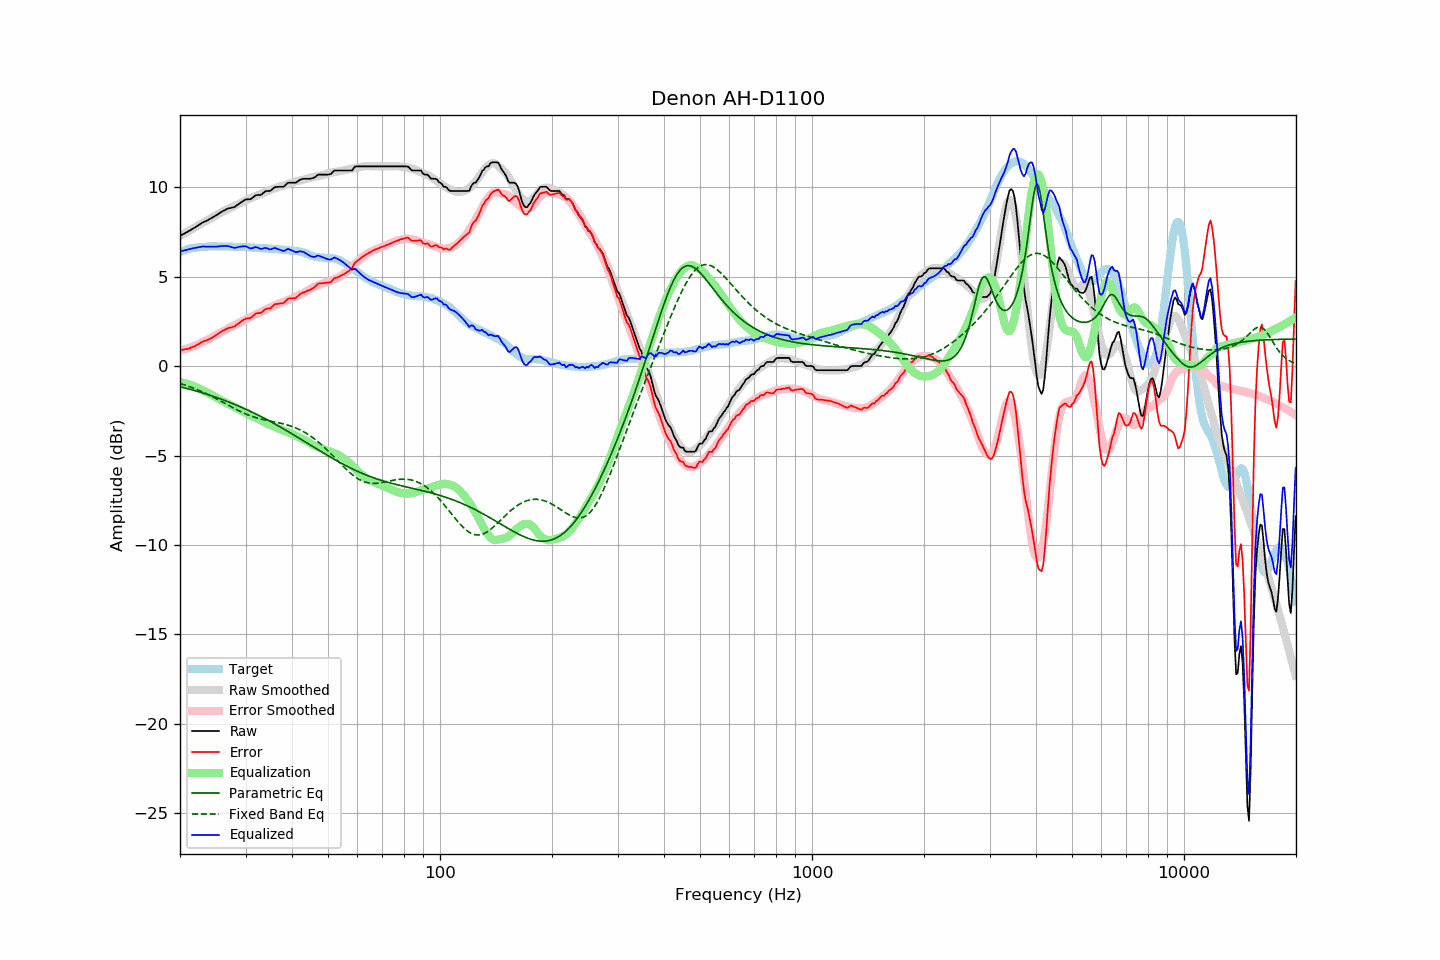 Denon AH-D1100
Amplitude (dBr)
10
5
0
−5
−10
−15
−20
−25
Target
Raw Smoothed
Error Smoothed
Raw
Error
Equalization
Parametric Eq
Fixed Band Eq
Equalized
100
1000
10000
Frequency (Hz)